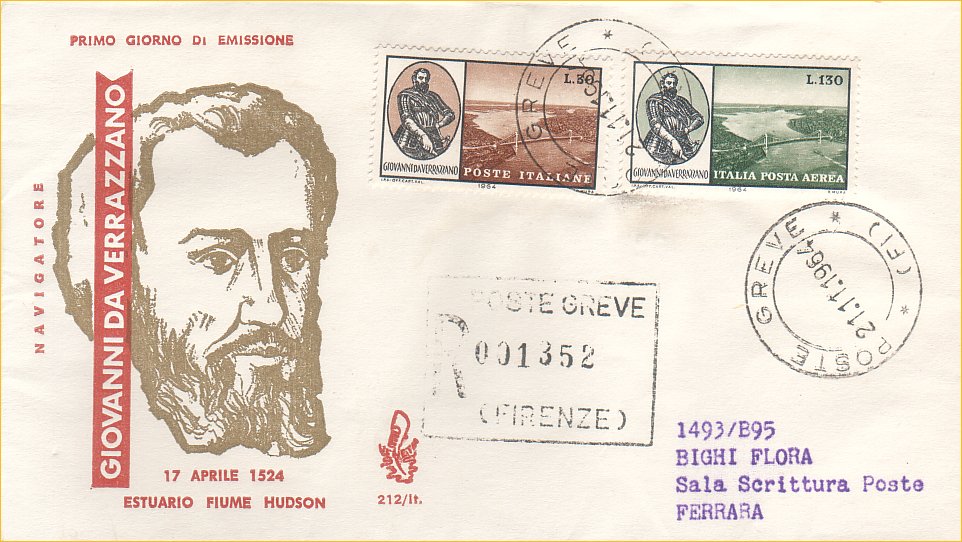 PRIMO GIORNO DI EMISSIONE
NAVIGATORE
GIOVANNI DA VERRAZZANO
17 APRILE 1524
ESTUARIO FIUME HUDSON
212/It.
L.30
GIOVANNI DA VERRAZZANO
POSTE ITALIANE
1964
L.130
GIOVANNI DA VERRAZZANO
ITALIA POSTA AEREA
1964
GREVE
POSTE GREVE * (FI) *
21.11.1964
POSTE GREVE
R
001352
(FIRENZE)
1493/B95
BIGHI FLORA
Sala Scrittura Poste
FERRARA